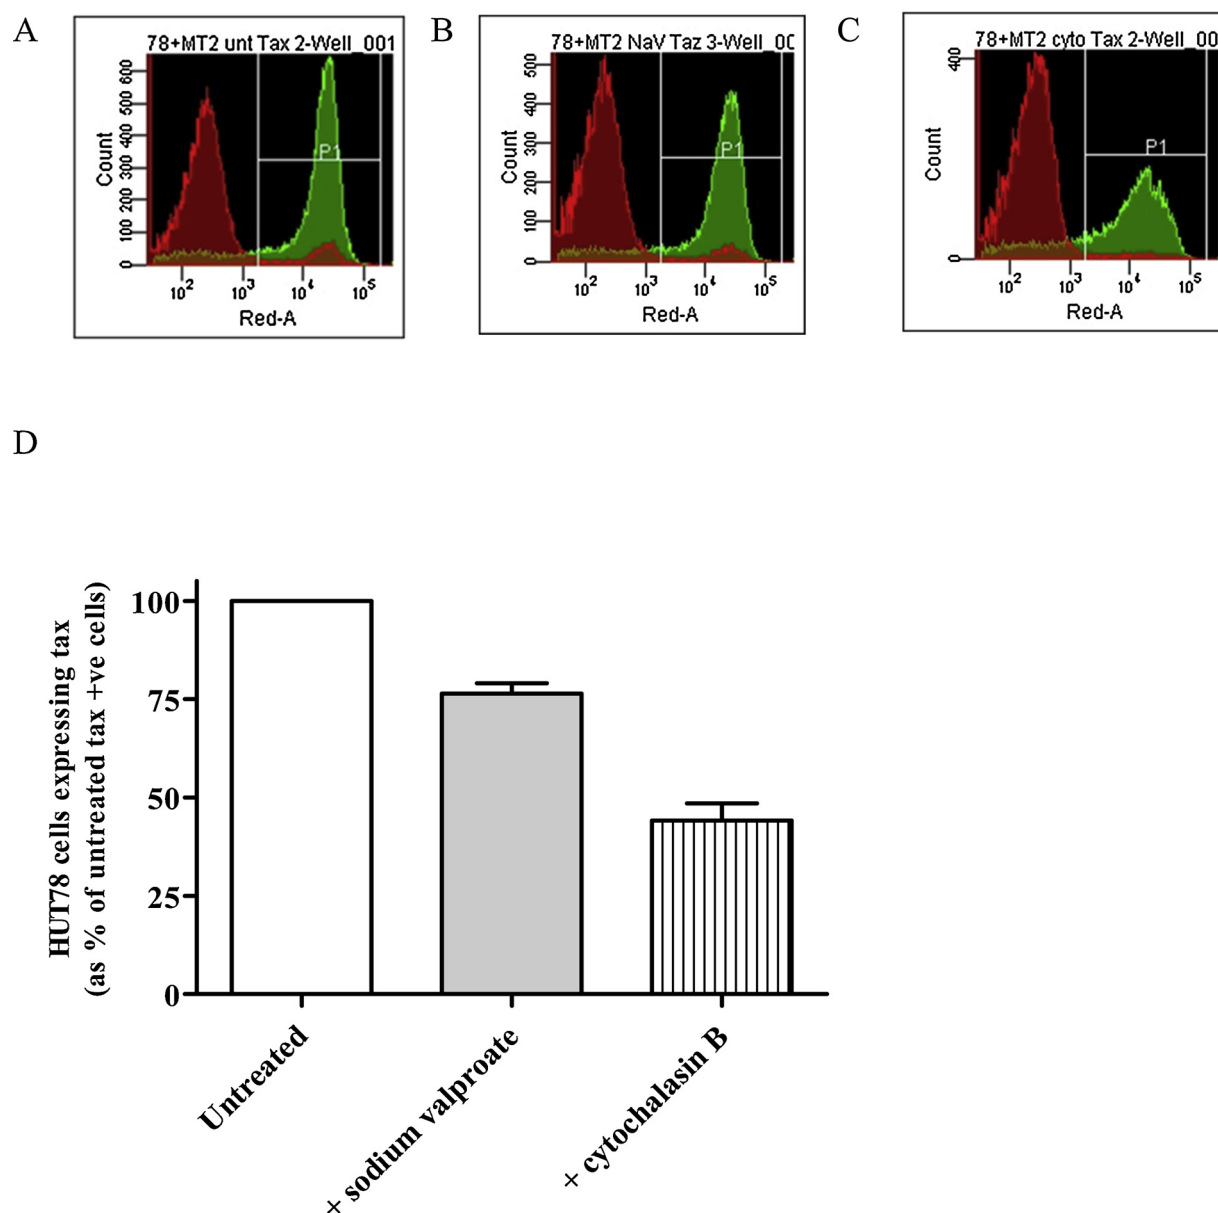 A
78+MT2 unt Tax 2-Well_001
Count
600
500
400
300
200
100
0
P1
10²
10³
10⁴
10⁵
Red-A
B
78+MT2 NaV Taz 3-Well_00
Count
500
400
300
200
100
0
P1
10²
10³
10⁴
10⁵
Red-A
C
78+MT2 cyto Tax 2-Well_00
Count
400
0
P1
10²
10³
10⁴
10⁵
Red-A
D
HUT78 cells expressing tax
(as % of untreated tax +ve cells)
100
75
50
25
0
Untreated
+ sodium valproate
+ cytochalasin B